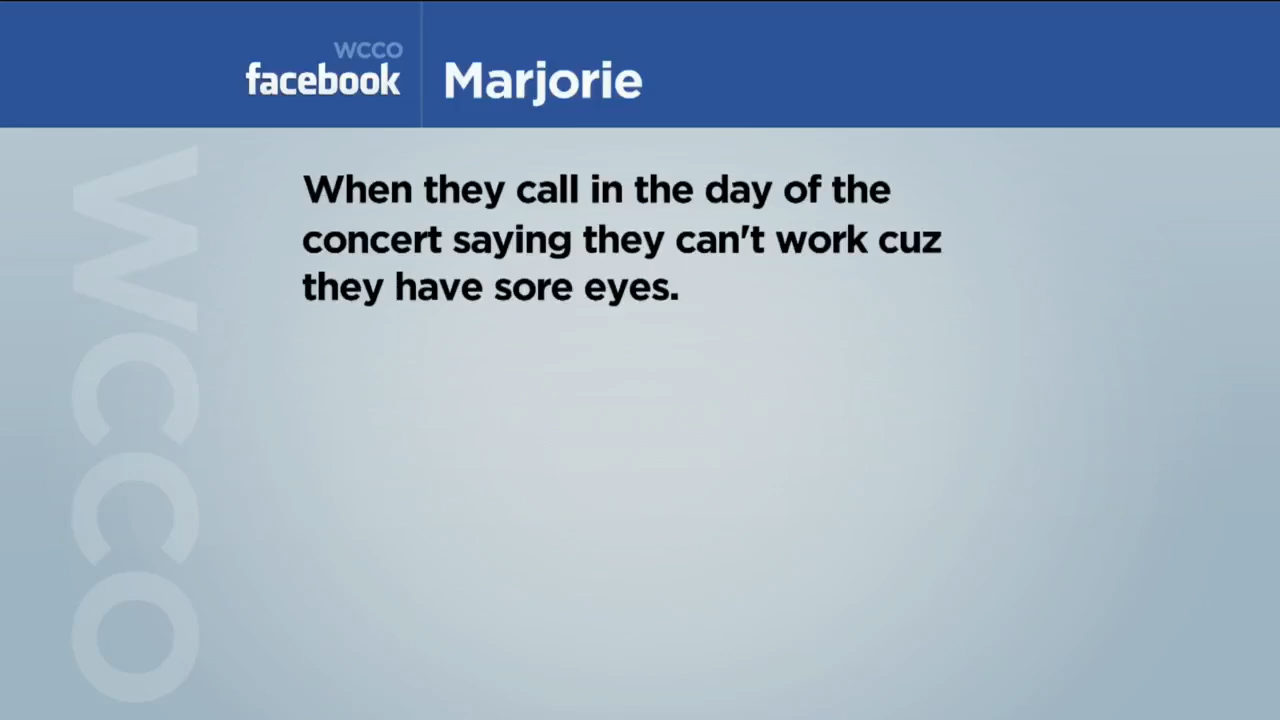 WCCO
facebook
Marjorie
When they call in the day of the
concert saying they can't work cuz
they have sore eyes.
WCCO